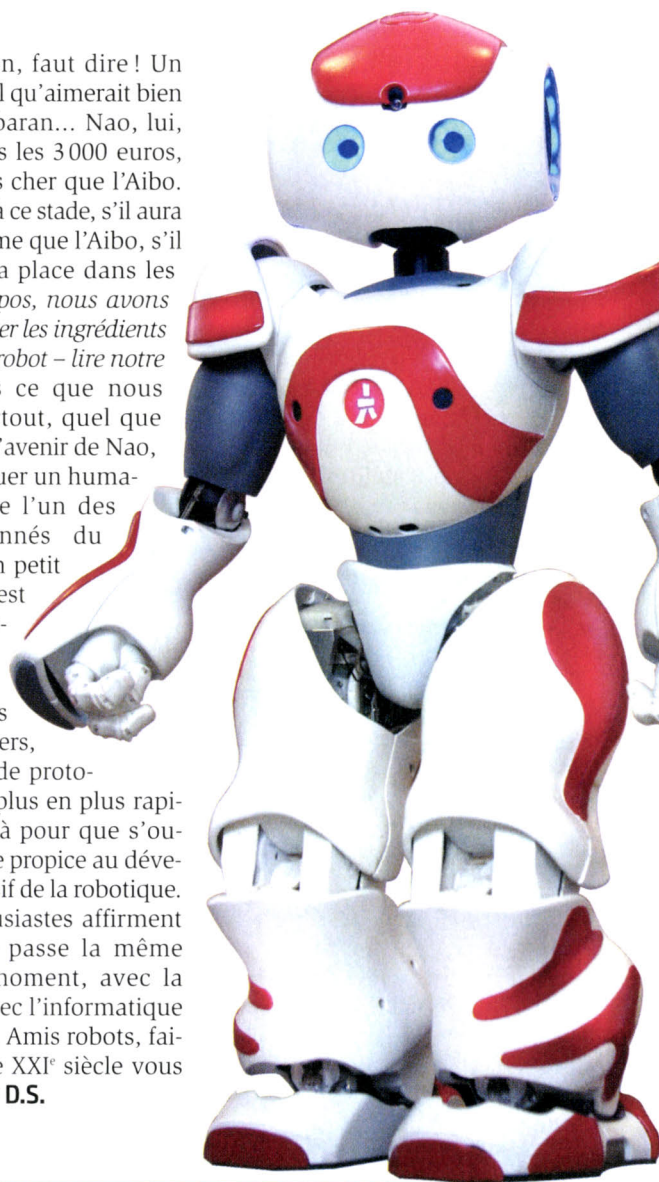 n, faut dire ! Un
l qu'aimerait bien
paran... Nao, lui,
s les 3 000 euros,
s cher que l'Aibo.
à ce stade, s'il aura
me que l'Aibo, s'il
a place dans les
pos, nous avons
er les ingrédients
robot – lire notre
s ce que nous
rtout, quel que
'avenir de Nao,
uer un huma-
e l'un des
nnés du
n petit
est
-
s
ers,
de proto-
plus en plus rapi-
à pour que s'ou-
e propice au déve-
if de la robotique.
usiastes affirment
passe la même
moment, avec la
ec l'informatique
Amis robots, fai-
e XXIe siècle vous
D.S.